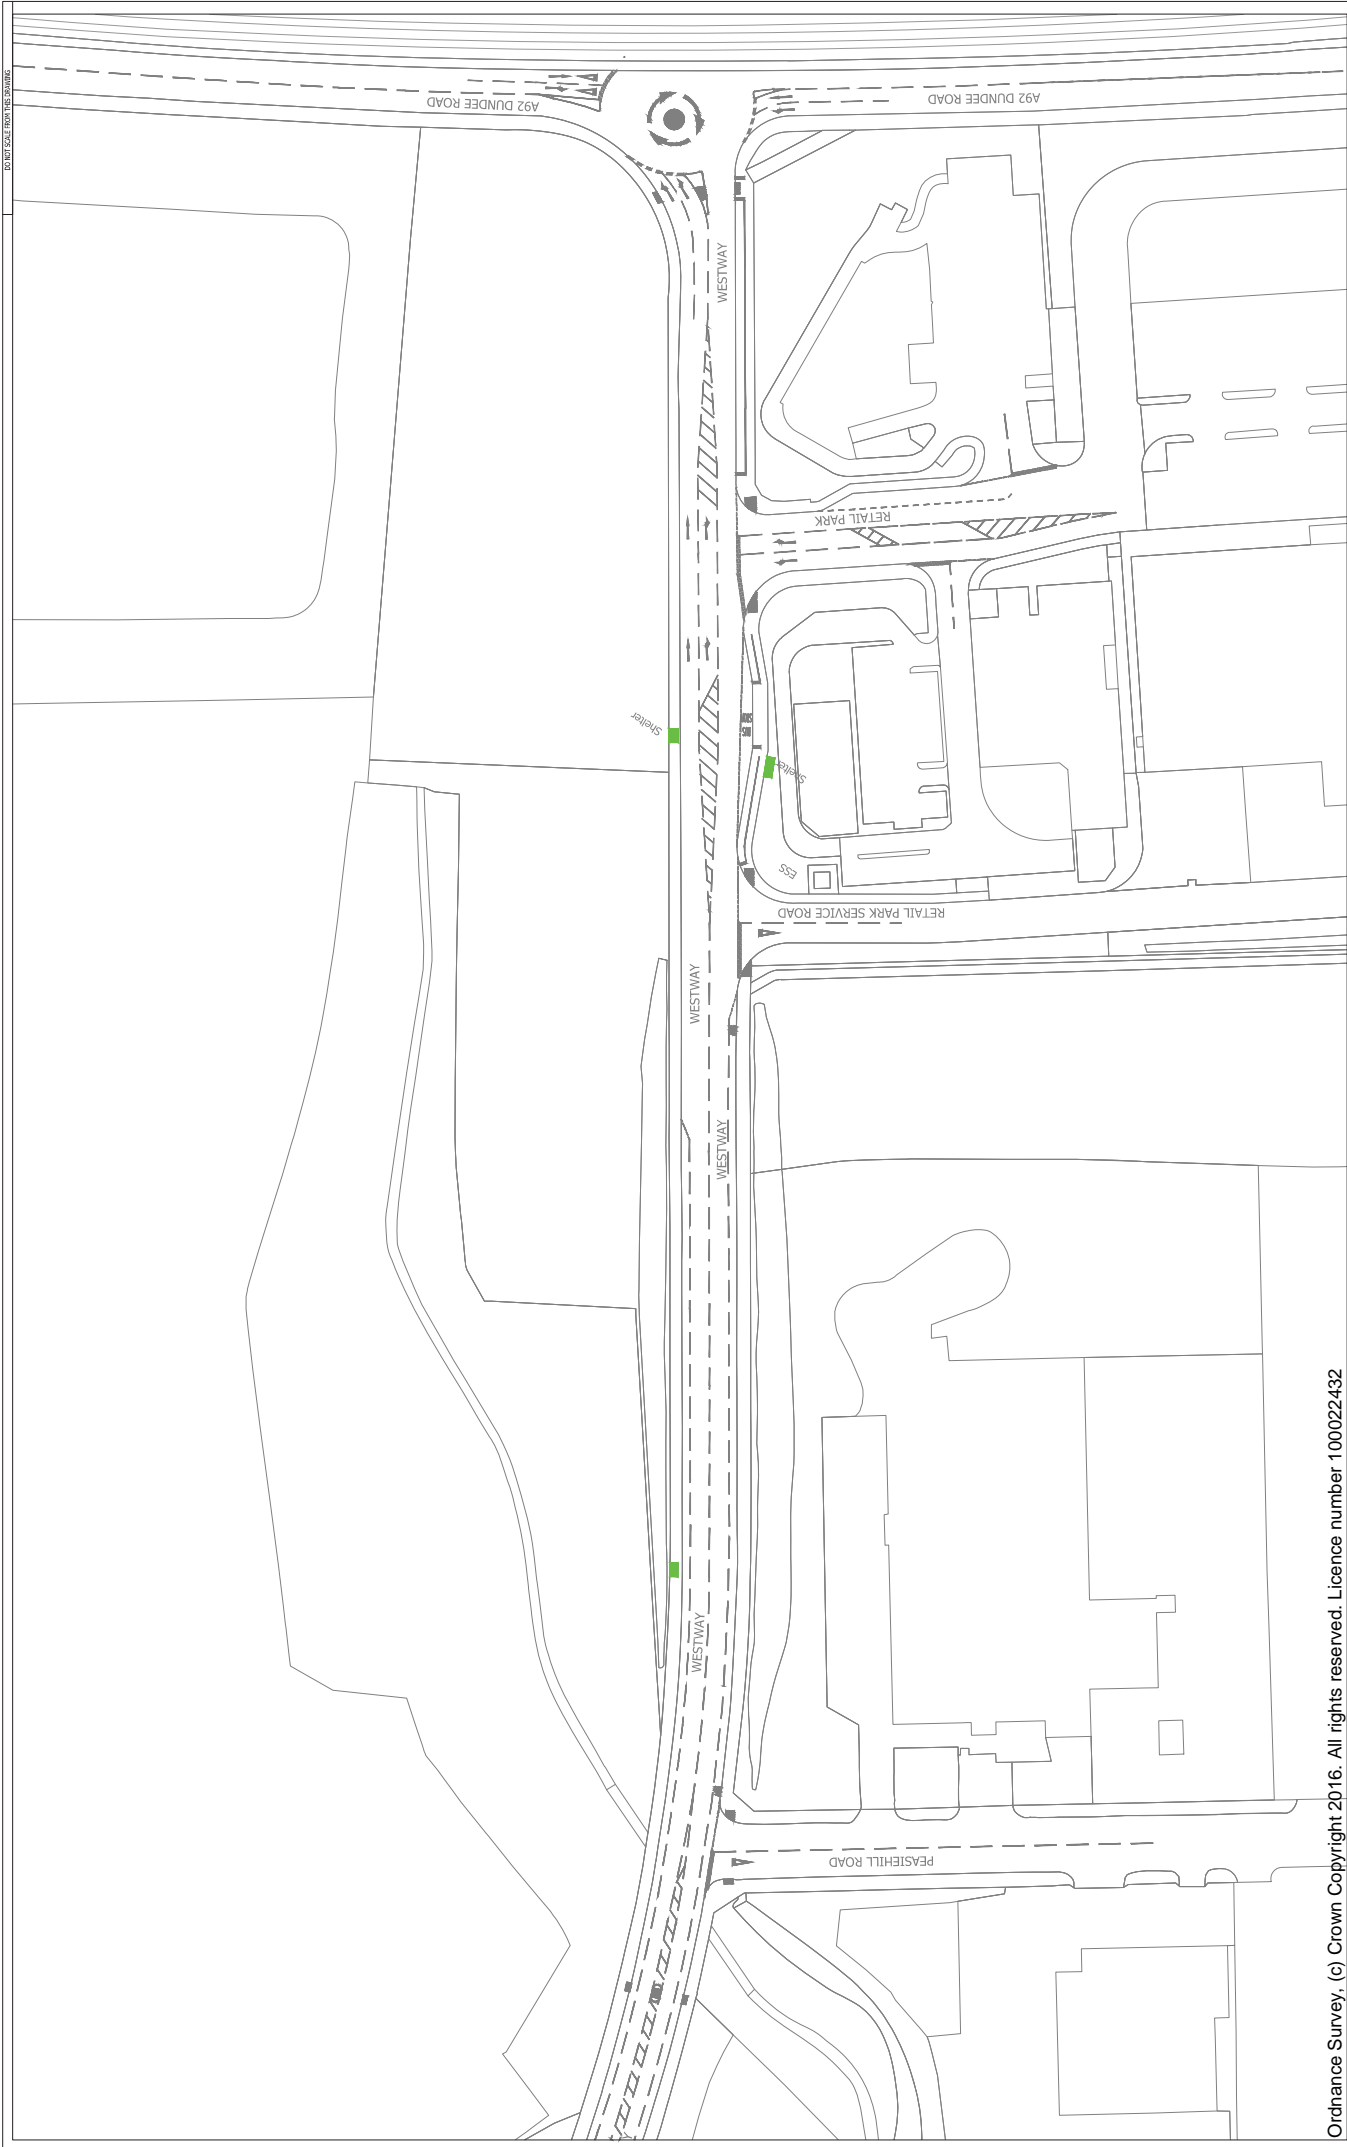 DO NOT SCALE FROM THIS DRAWING
A92 DUNDEE ROAD
A92 DUNDEE ROAD
WESTWAY
RETAIL PARK
Shelter
Shelter
ESS
RETAIL PARK SERVICE ROAD
WESTWAY
WESTWAY
WESTWAY
PEASIEHILL ROAD
Ordnance Survey, (c) Crown Copyright 2016. All rights reserved. Licence number 100022432